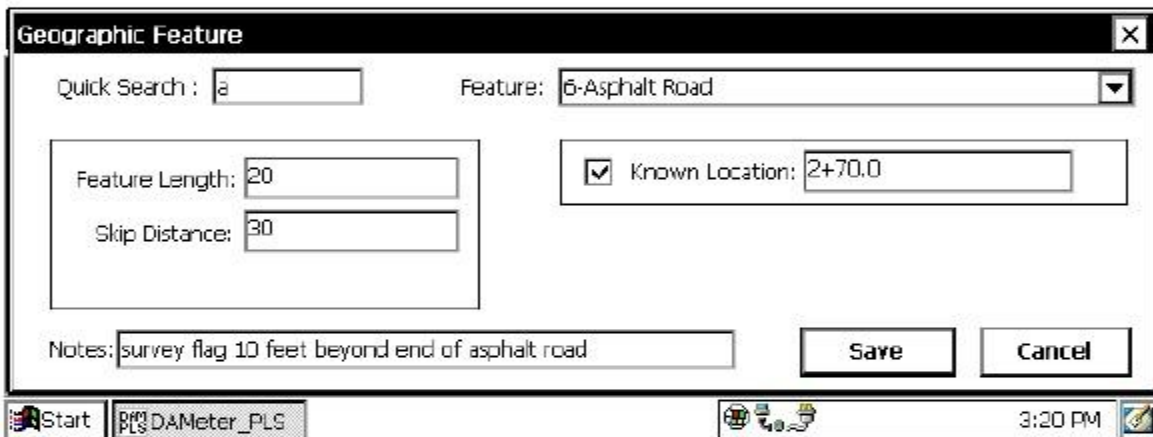 Geographic Feature
Quick Search : a Feature: 6-Asphalt Road
Feature Length: 20
Skip Distance: 30
Known Location: 2+70.0
Notes: survey flag 10 feet beyond end of asphalt road
Save Cancel
Start DAMeter_PLS 3:20 PM